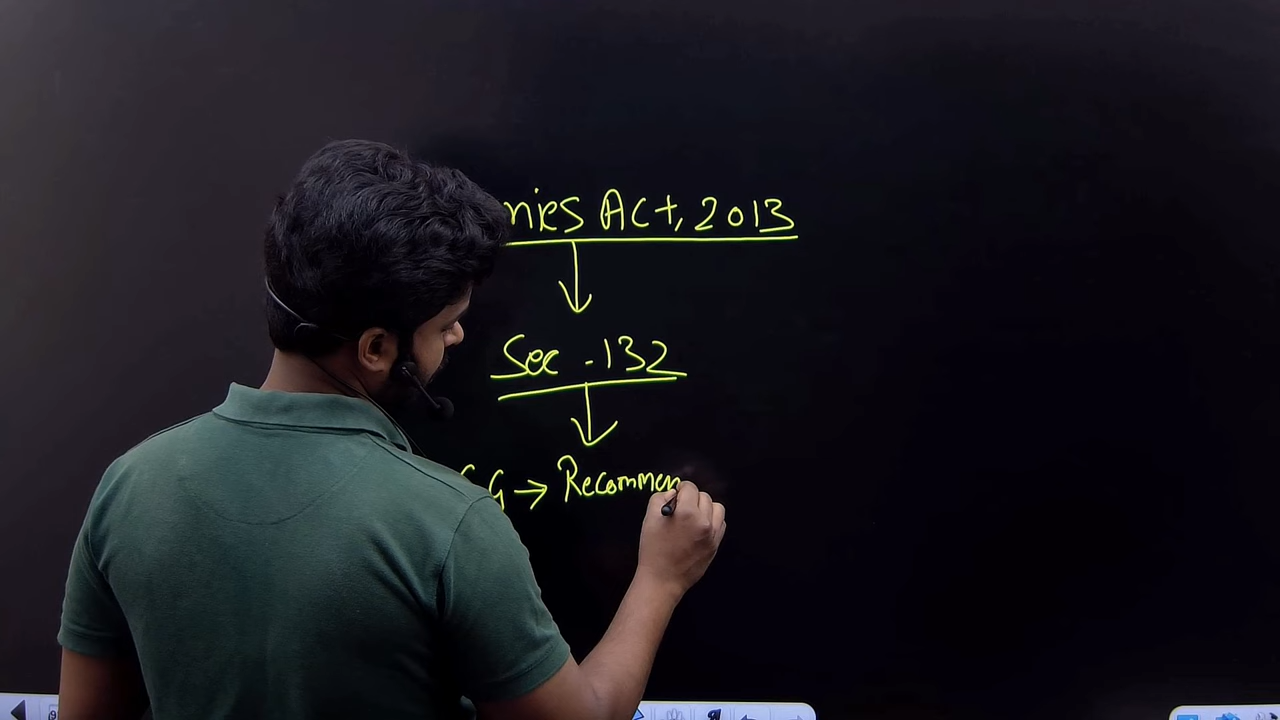 nies Act, 2013
Sec - 132
G → Recommen